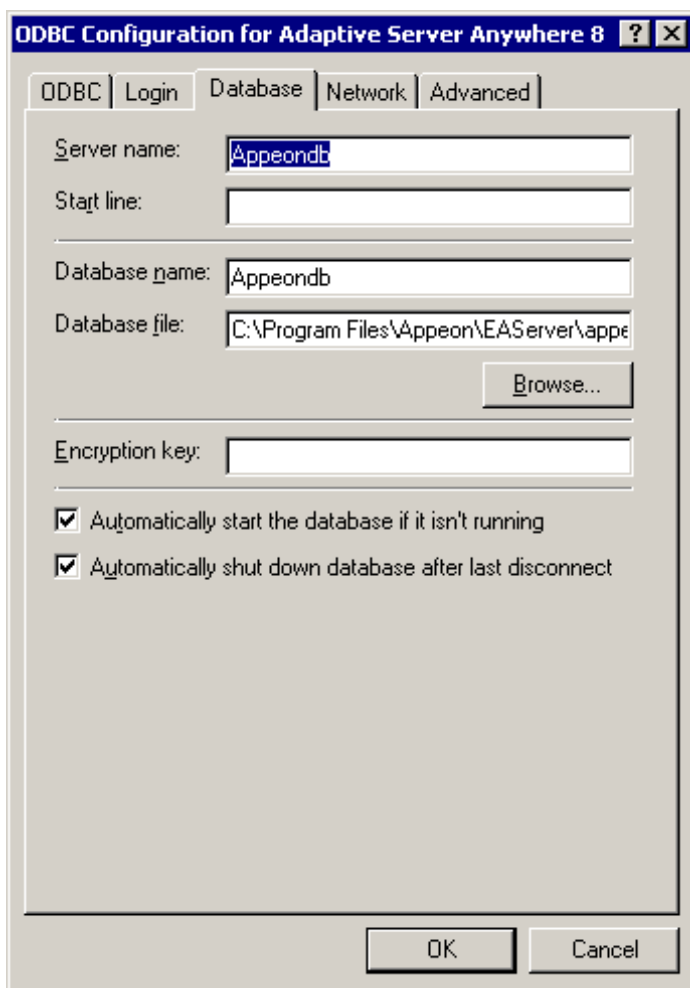 ODBC Configuration for Adaptive Server Anywhere 8 ?
ODBC Login Database Network Advanced
Server name: Appeondb
Start line:
Database name: Appeondb
Database file: C:\Program Files\Appeon\EAServer\appe
Browse...
Encryption key:
Automatically start the database if it isn't running
Automatically shut down database after last disconnect
OK Cancel